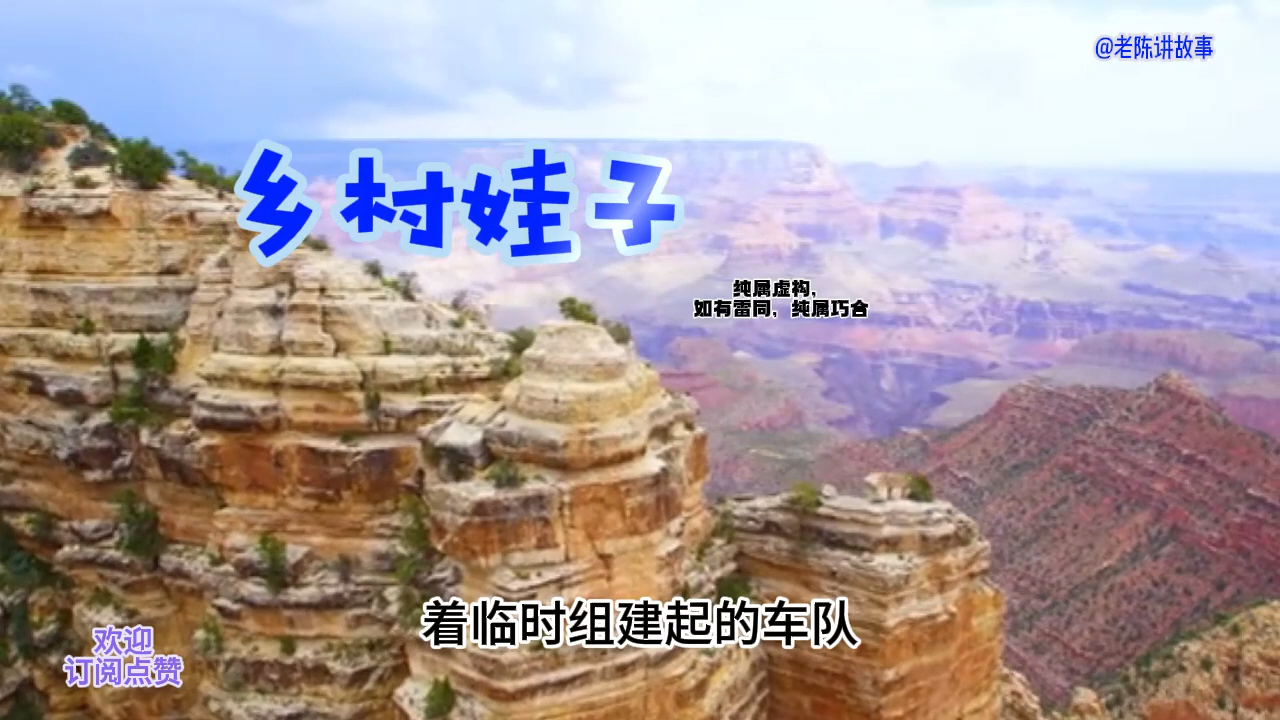 @老陈讲故事
乡村娃子
纯属虚构，
如有雷同，纯属巧合
着临时组建起的车队
欢迎
订阅点赞